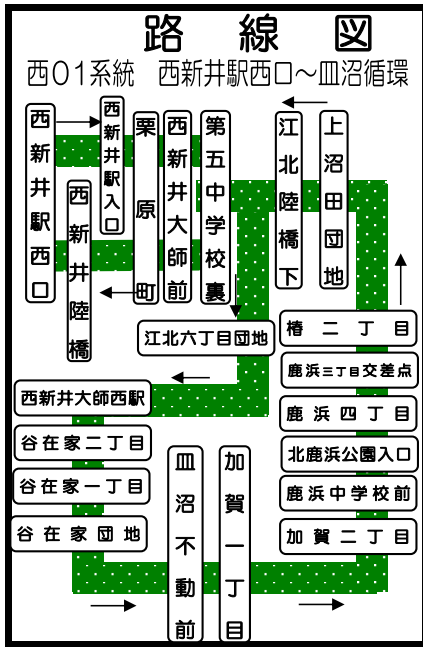 路線図
西01系統　西新井駅西口～皿沼循環
西新井駅西口
西新井駅入口
西新井陸橋
栗原町
西新井大師前
第五中学校裏
江北陸橋下
上沼田団地
江北六丁目団地
椿二丁目
鹿浜三丁目交差点
鹿浜四丁目
北鹿浜公園入口
鹿浜中学校前
加賀二丁目
西新井大師西駅
谷在家二丁目
谷在家一丁目
谷在家団地
皿沼不動前
加賀一丁目